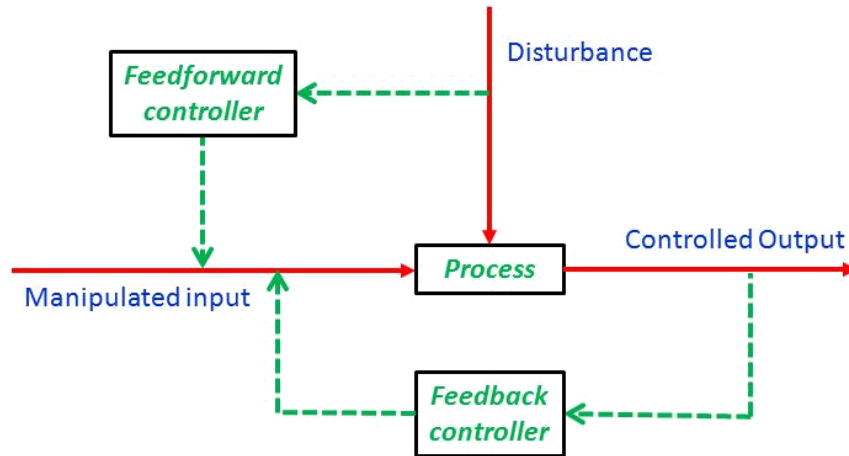 Disturbance
Feedforward
controller
Controlled Output
Process
Manipulated input
Feedback
controller